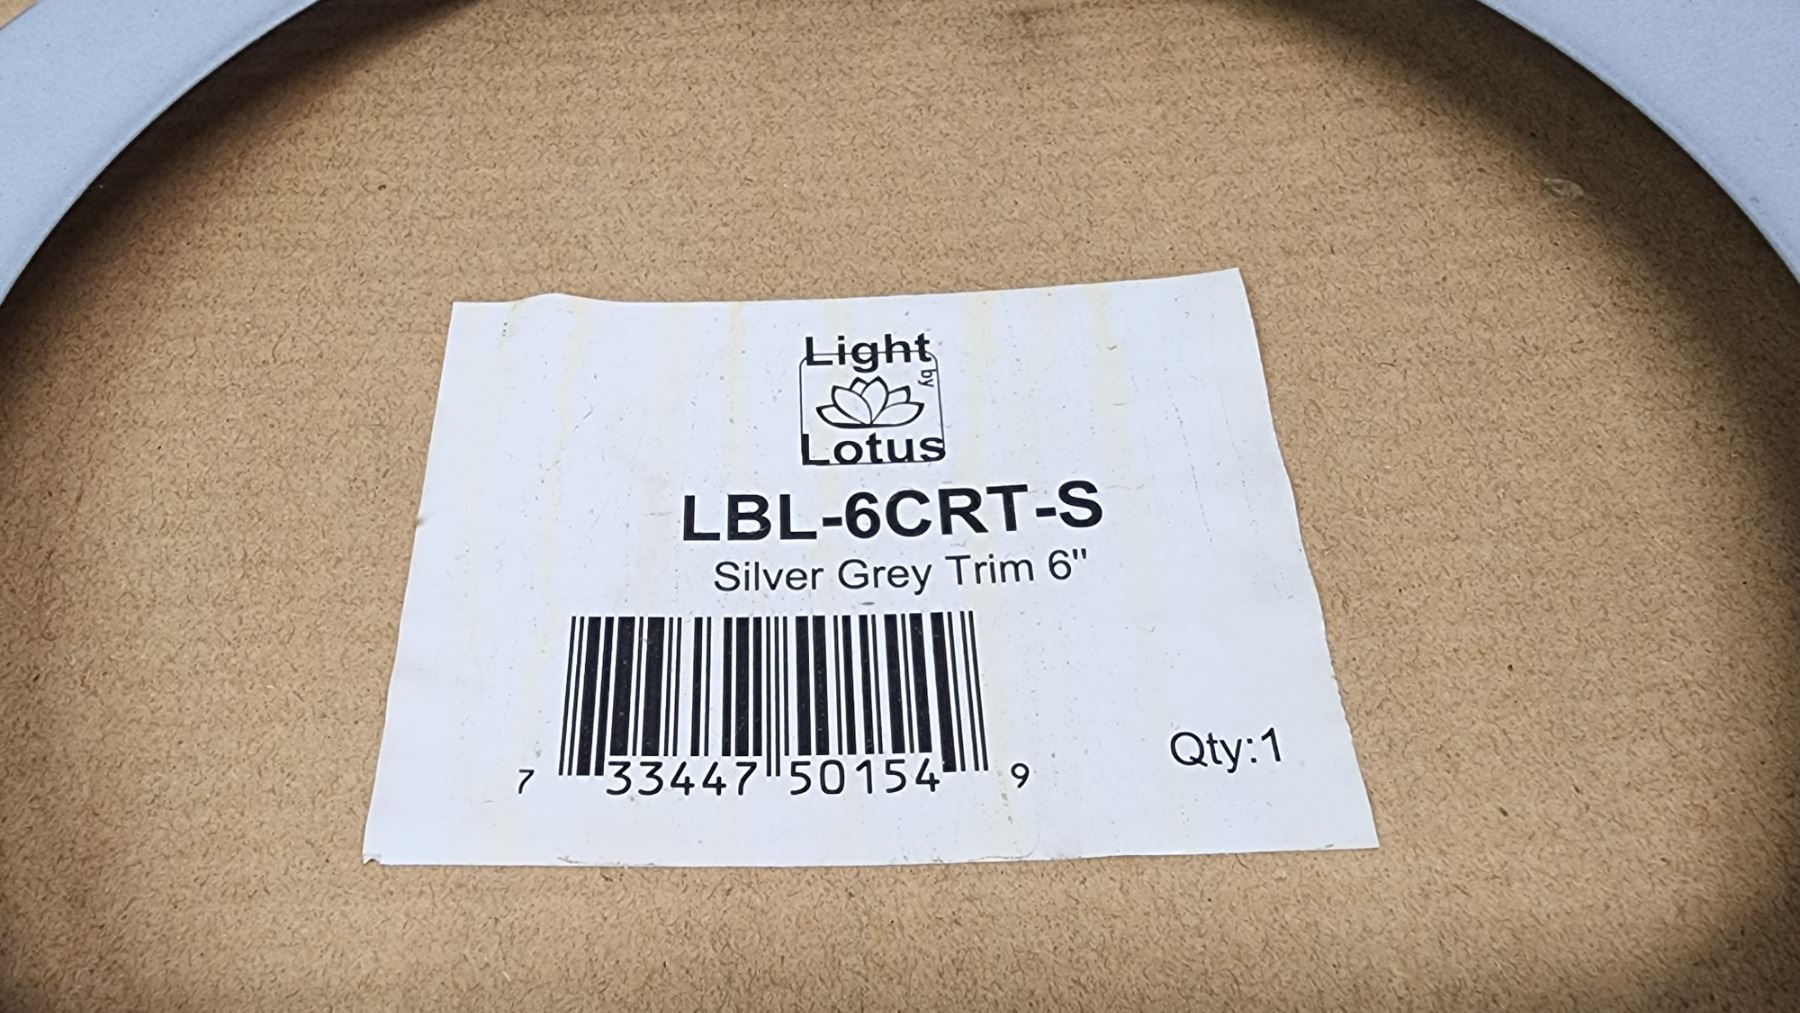 Light
by
Lotus
LBL-6CRT-S
Silver Grey Trim 6"
7 33447 50154 9
Qty:1